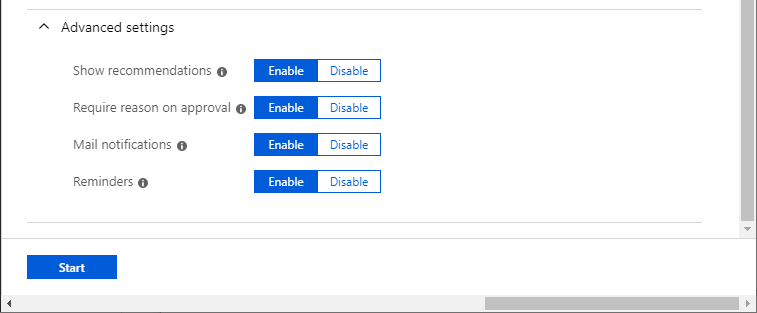 Advanced settings
Show recommendations Enable Disable
Require reason on approval Enable Disable
Mail notifications Enable Disable
Reminders Enable Disable
Start